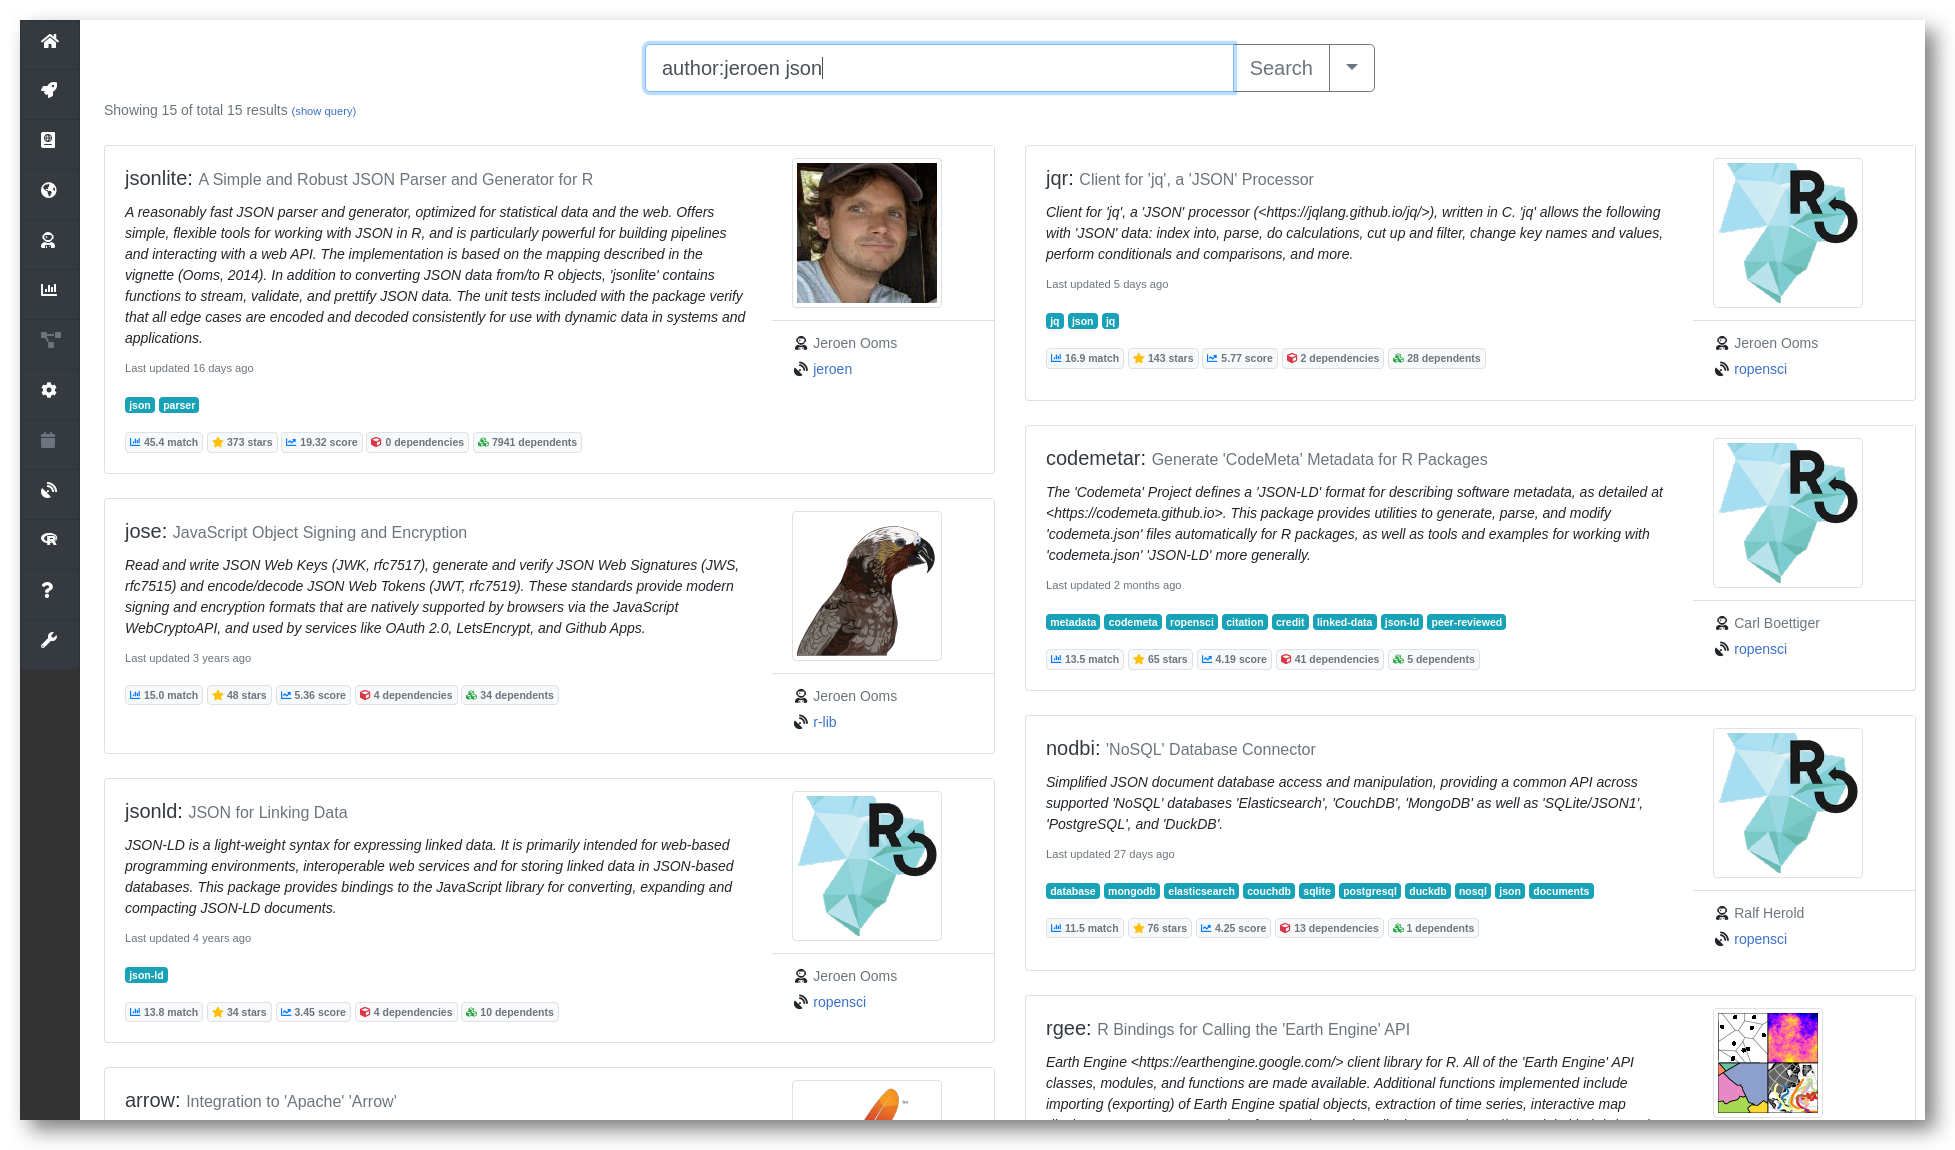 author:jeroen json
Search
Showing 15 of total 15 results (show query)
jsonlite: A Simple and Robust JSON Parser and Generator for R
A reasonably fast JSON parser and generator, optimized for statistical data and the web. Offers
simple, flexible tools for working with JSON in R, and is particularly powerful for building pipelines
and interacting with a web API. The implementation is based on the mapping described in the
vignette (Ooms, 2014). In addition to converting JSON data from/to R objects, 'jsonlite' contains
functions to stream, validate, and prettify JSON data. The unit tests included with the package verify
that all edge cases are encoded and decoded consistently for use with dynamic data in systems and
applications.
Last updated 16 days ago
json parser
45.4 match 373 stars 19.32 score 0 dependencies 7941 dependents
Jeroen Ooms
jeroen
jose: JavaScript Object Signing and Encryption
Read and write JSON Web Keys (JWK, rfc7517), generate and verify JSON Web Signatures (JWS,
rfc7515) and encode/decode JSON Web Tokens (JWT, rfc7519). These standards provide modern
signing and encryption formats that are natively supported by browsers via the JavaScript
WebCryptoAPI, and used by services like OAuth 2.0, LetsEncrypt, and Github Apps.
Last updated 3 years ago
15.0 match 48 stars 5.36 score 4 dependencies 34 dependents
Jeroen Ooms
r-lib
jsonld: JSON for Linking Data
JSON-LD is a light-weight syntax for expressing linked data. It is primarily intended for web-based
programming environments, interoperable web services and for storing linked data in JSON-based
databases. This package provides bindings to the JavaScript library for converting, expanding and
compacting JSON-LD documents.
Last updated 4 years ago
json-ld
13.8 match 34 stars 3.45 score 4 dependencies 10 dependents
Jeroen Ooms
ropensci
arrow: Integration to 'Apache' 'Arrow'
jqr: Client for 'jq', a 'JSON' Processor
Client for 'jq', a 'JSON' processor (<https://jqlang.github.io/jq/>), written in C. 'jq' allows the following
with 'JSON' data: index into, parse, do calculations, cut up and filter, change key names and values,
perform conditionals and comparisons, and more.
Last updated 5 days ago
jq json jq
16.9 match 143 stars 5.77 score 2 dependencies 28 dependents
Jeroen Ooms
ropensci
codemetar: Generate 'CodeMeta' Metadata for R Packages
The 'Codemeta' Project defines a 'JSON-LD' format for describing software metadata, as detailed at
<https://codemeta.github.io>. This package provides utilities to generate, parse, and modify
'codemeta.json' files automatically for R packages, as well as tools and examples for working with
'codemeta.json' 'JSON-LD' more generally.
Last updated 2 months ago
metadata codemeta ropensci citation credit linked-data json-ld peer-reviewed
13.5 match 65 stars 4.19 score 41 dependencies 5 dependents
Carl Boettiger
ropensci
nodbi: 'NoSQL' Database Connector
Simplified JSON document database access and manipulation, providing a common API across
supported 'NoSQL' databases 'Elasticsearch', 'CouchDB', 'MongoDB' as well as 'SQLite/JSON1',
'PostgreSQL', and 'DuckDB'.
Last updated 27 days ago
database mongodb elasticsearch couchdb sqlite postgresql duckdb nosql json documents
11.5 match 76 stars 4.25 score 13 dependencies 1 dependents
Ralf Herold
ropensci
rgee: R Bindings for Calling the 'Earth Engine' API
Earth Engine <https://earthengine.google.com/> client library for R. All of the 'Earth Engine' API
classes, modules, and functions are made available. Additional functions implemented include
importing (exporting) of Earth Engine spatial objects, extraction of time series, interactive map